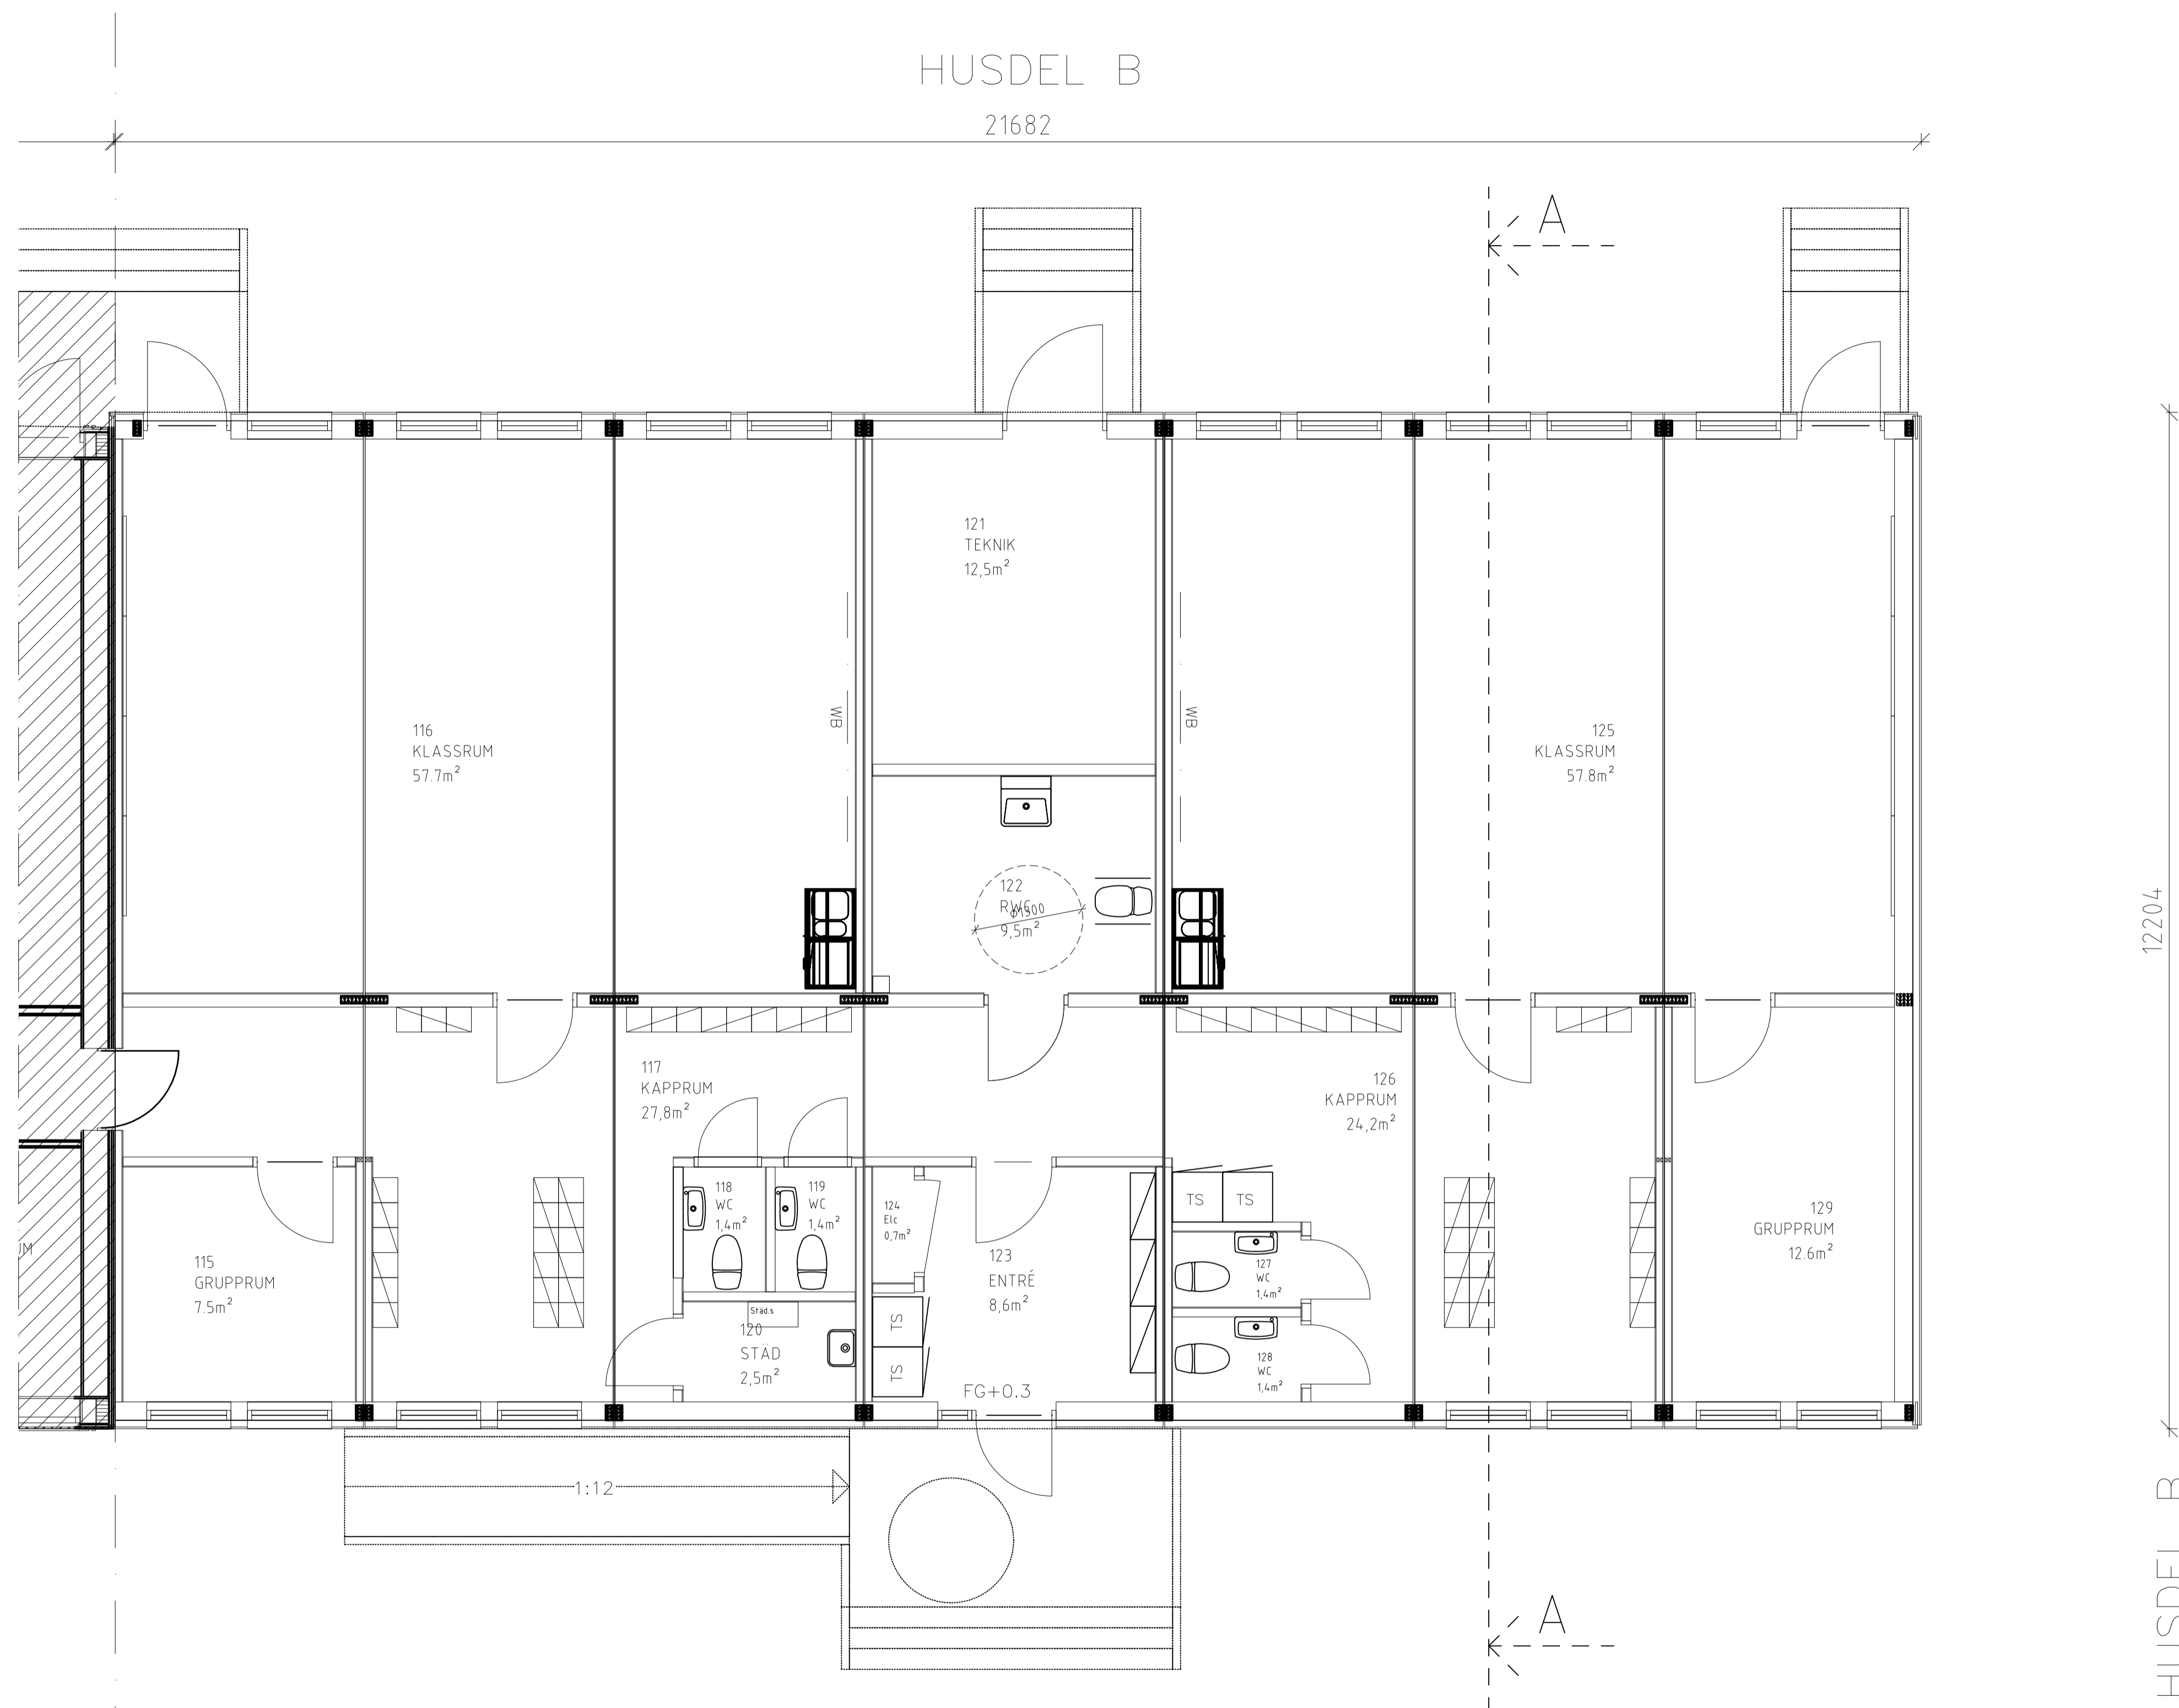 HUSDEL B
21682
A
121
TEKNIK
12,5m²
WB
WB
116
KLASSRUM
57.7m²
125
KLASSRUM
57.8m²
122
RWC
ø1500
9,5m²
12204
117
KAPPRUM
27,8m²
126
KAPPRUM
24,2m²
118
WC
1,4m²
119
WC
1,4m²
124
Elc
0,7m²
TS
TS
129
GRUPPRUM
12.6m²
UM
115
GRUPPRUM
7.5m²
123
ENTRÉ
8,6m²
127
WC
1,4m²
Städ.s
120
STÄD
2,5m²
TS
TS
128
WC
1,4m²
FG+0.3
1:12
A
HUSDEL B